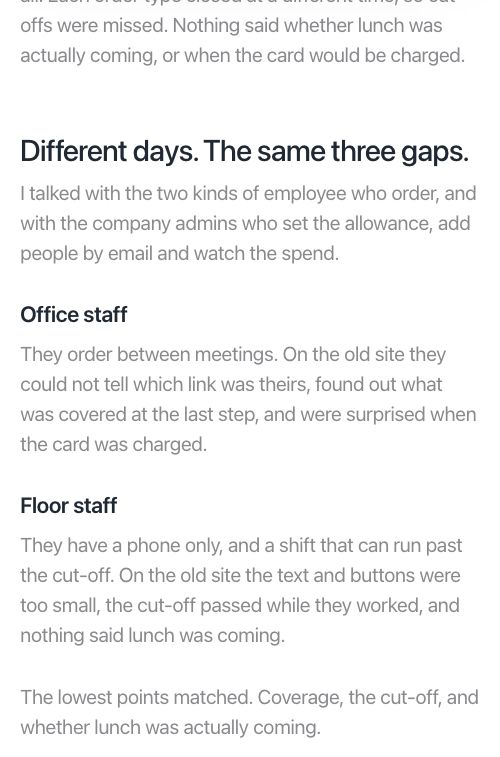 offs were missed. Nothing said whether lunch was
actually coming, or when the card would be charged.
Different days. The same three gaps.
I talked with the two kinds of employee who order, and
with the company admins who set the allowance, add
people by email and watch the spend.
Office staff
They order between meetings. On the old site they
could not tell which link was theirs, found out what
was covered at the last step, and were surprised when
the card was charged.
Floor staff
They have a phone only, and a shift that can run past
the cut-off. On the old site the text and buttons were
too small, the cut-off passed while they worked, and
nothing said lunch was coming.
The lowest points matched. Coverage, the cut-off, and
whether lunch was actually coming.